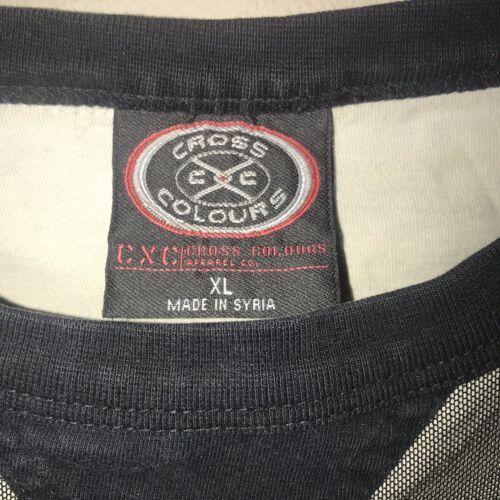 CROSS
C C
COLOURS
CXC CROSS COLOURS
APPAREL CO.
XL
MADE IN SYRIA